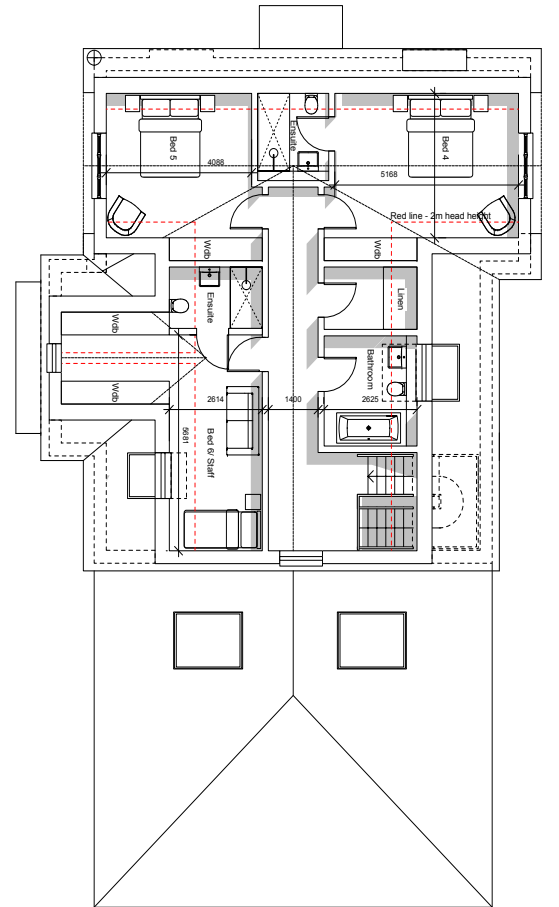 Bed 5
Ensuite
Bed 4
4088
5168
Red line - 2m head height
Wdb
Wdb
Ensuite
Linen
Wdb
Bathroom
Wdb
2614
1400
2625
5681
Bed 6/ Staff